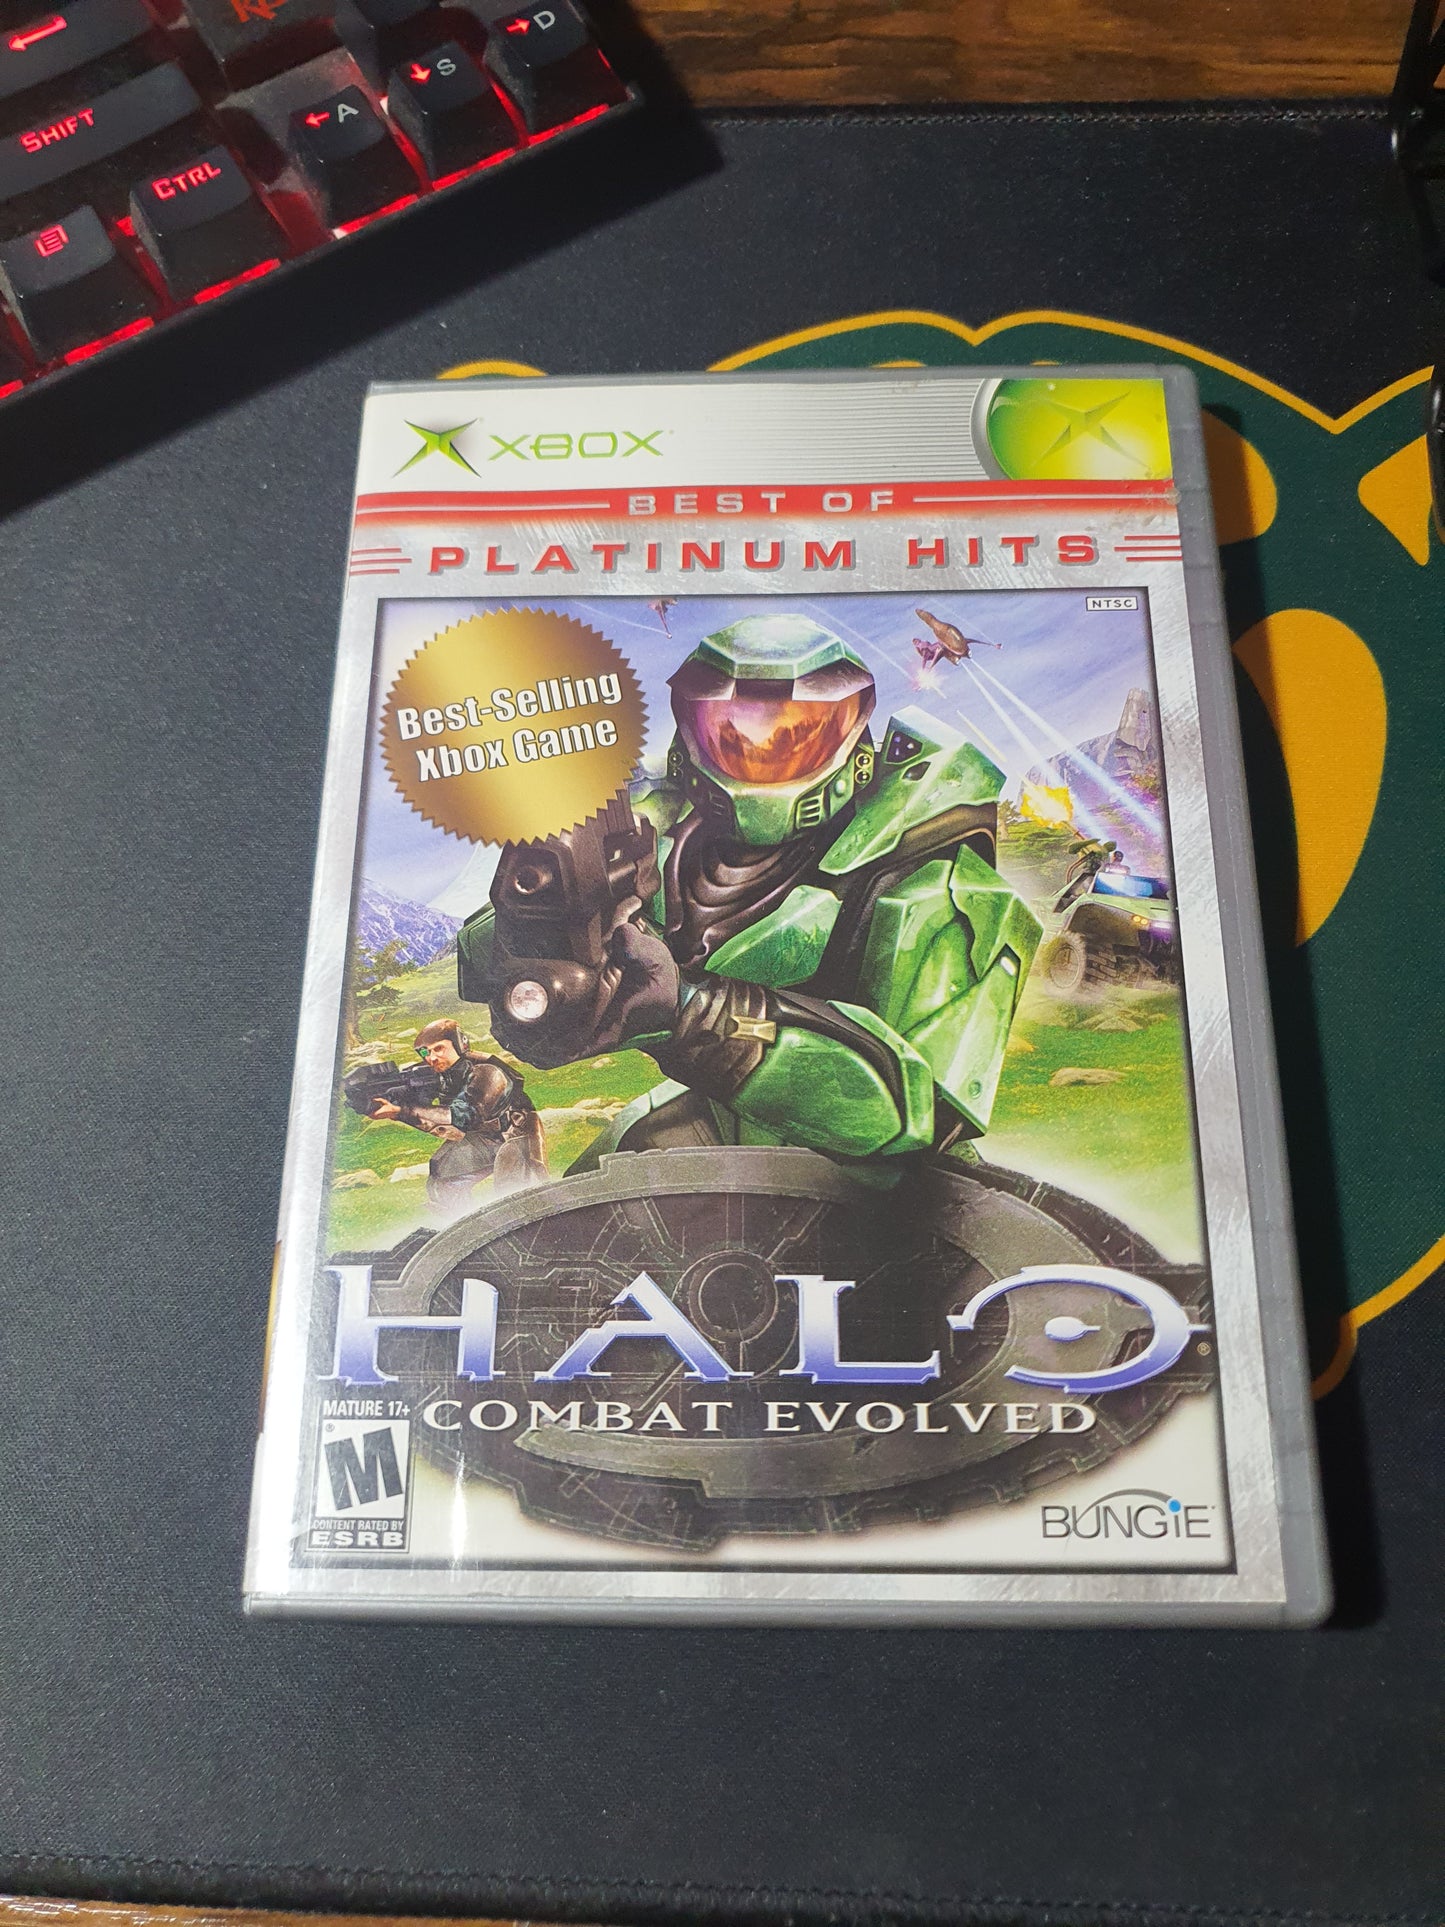 SHIFT
CTRL
A
S
D
XBOX
BEST OF
PLATINUM HITS
NTSC
Best-Selling
Xbox Game
HALO
COMBAT EVOLVED
MATURE 17+
M
CONTENT RATED BY
ESRB
BUNGiE